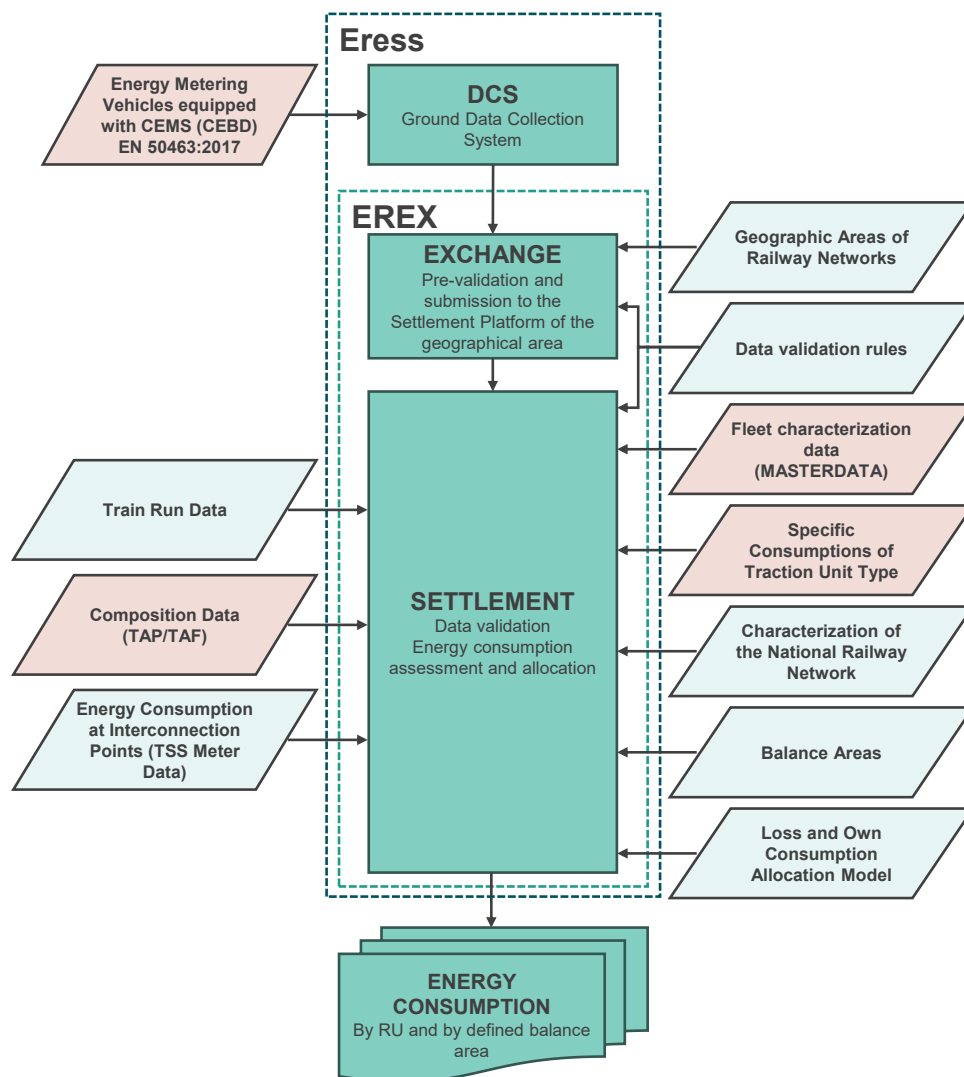 Eress
Energy Metering
Vehicles equipped
with CEMS (CEBD)
EN 50463:2017
DCS
Ground Data Collection
System
EREX
EXCHANGE
Pre-validation and
submission to the
Settlement Platform of the
geographical area
Geographic Areas of
Railway Networks
Data validation rules
Fleet characterization
data
(MASTERDATA)
Train Run Data
Specific
Consumptions of
Traction Unit Type
Composition Data
(TAP/TAF)
SETTLEMENT
Data validation
Energy consumption
assessment and allocation
Characterization of
the National Railway
Network
Energy Consumption
at Interconnection
Points (TSS Meter
Data)
Balance Areas
Loss and Own
Consumption
Allocation Model
ENERGY
CONSUMPTION
By RU and by defined balance
area